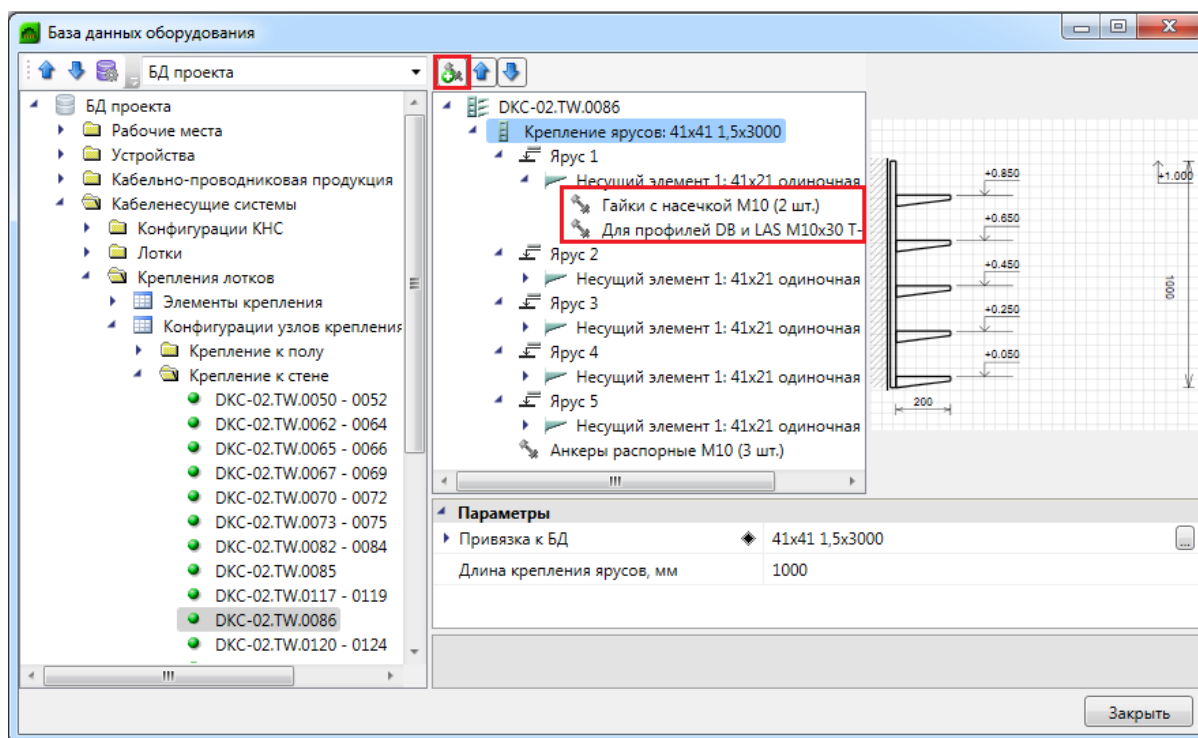 База данных оборудования
БД проекта
БД проекта
Рабочие места
Устройства
Кабельно-проводниковая продукция
Кабеленесущие системы
Конфигурации КНС
Лотки
Крепления лотков
Элементы крепления
Конфигурации узлов крепления
Крепление к полу
Крепление к стене
DKC-02.TW.0050 - 0052
DKC-02.TW.0062 - 0064
DKC-02.TW.0065 - 0066
DKC-02.TW.0067 - 0069
DKC-02.TW.0070 - 0072
DKC-02.TW.0073 - 0075
DKC-02.TW.0082 - 0084
DKC-02.TW.0085
DKC-02.TW.0117 - 0119
DKC-02.TW.0086
DKC-02.TW.0120 - 0124
DKC-02.TW.0086
Крепление ярусов: 41x41 1,5x3000
Ярус 1
Несущий элемент 1: 41x21 одиночная
Гайки с насечкой М10 (2 шт.)
Для профилей DB и LAS M10x30 Т-
Ярус 2
Несущий элемент 1: 41x21 одиночная
Ярус 3
Несущий элемент 1: 41x21 одиночная
Ярус 4
Несущий элемент 1: 41x21 одиночная
Ярус 5
Несущий элемент 1: 41x21 одиночная
Анкеры распорные М10 (3 шт.)
+0.850
+1.000
+0.650
+0.450
1000
+0.250
+0.050
200
Параметры
Привязка к БД
41x41 1,5x3000
...
Длина крепления ярусов, мм
1000
Закрыть